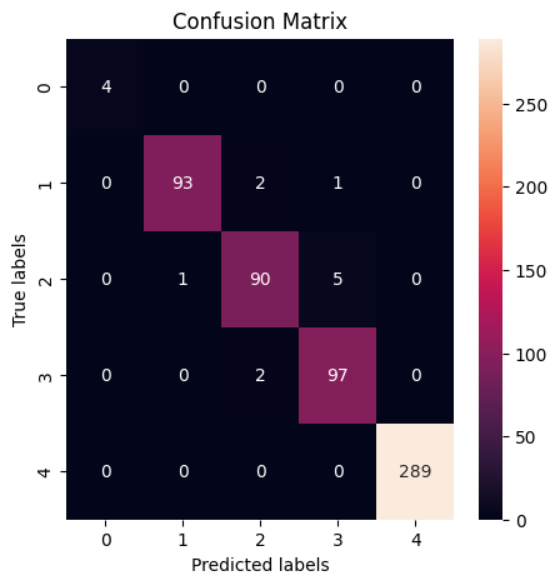 Confusion Matrix
0 4 0 0 0 0
1 0 93 2 1 0
2 0 1 90 5 0
3 0 0 2 97 0
4 0 0 0 0 289
0 1 2 3 4
Predicted labels
True labels
250
200
150
100
50
0